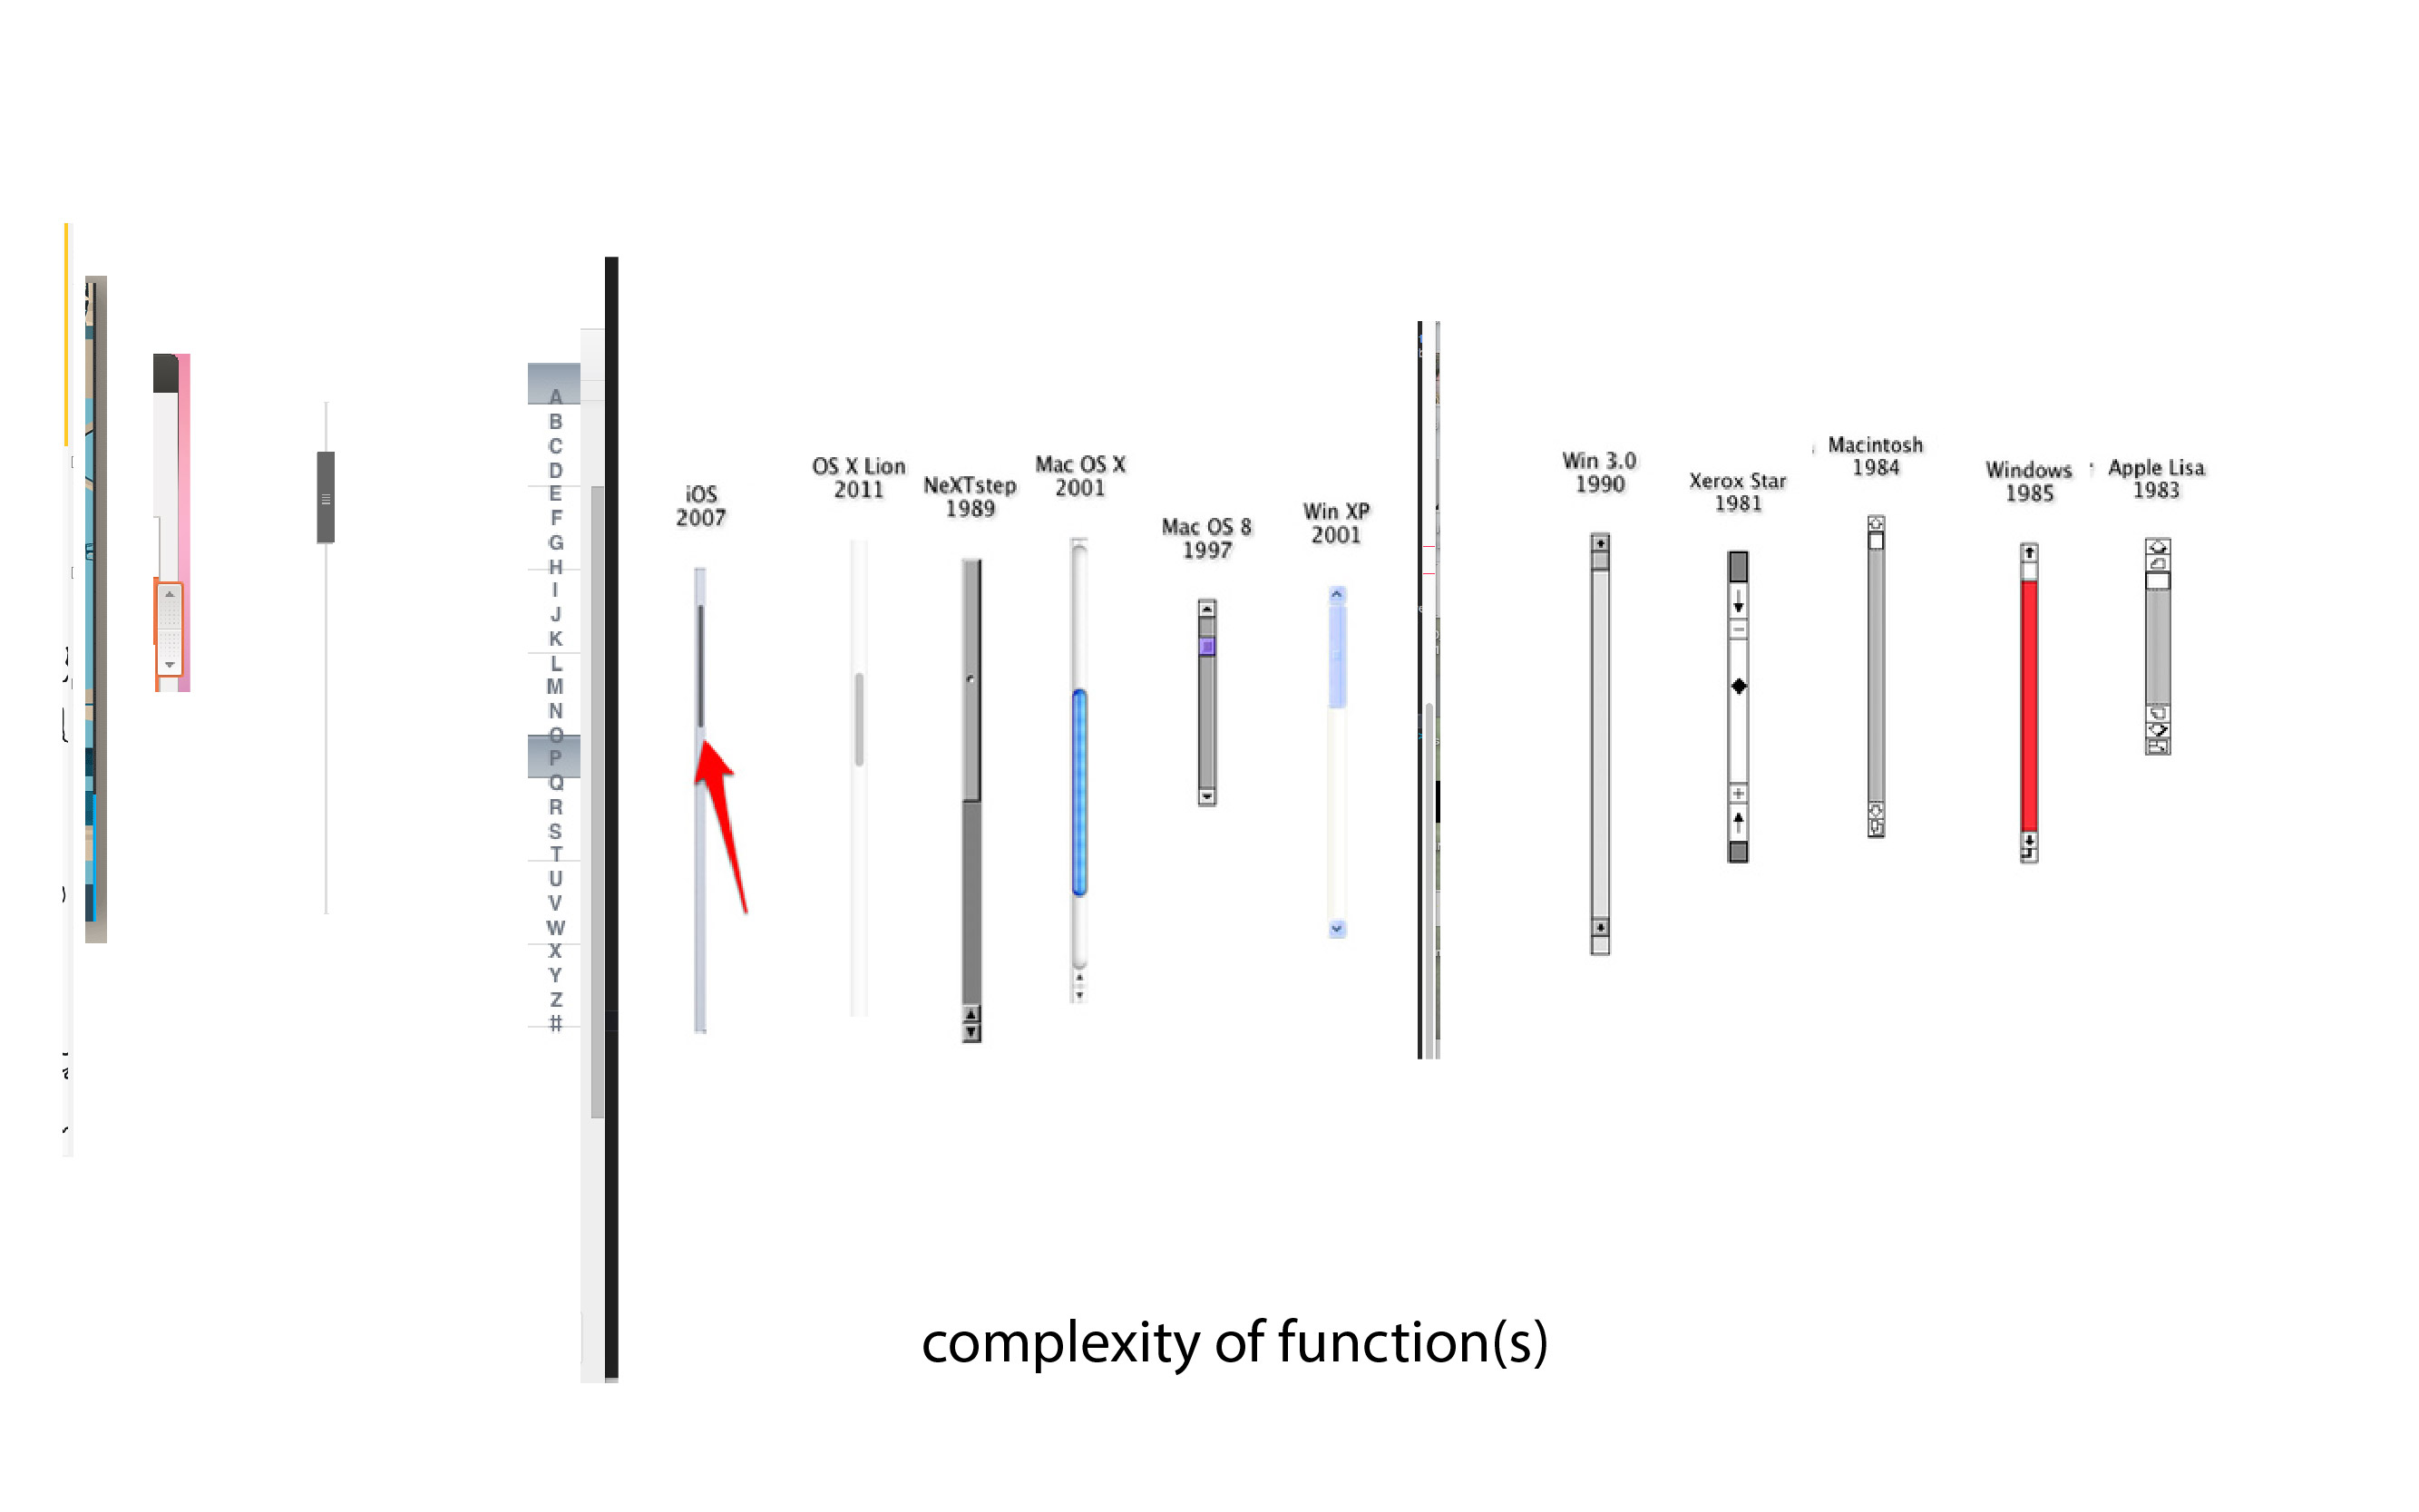 A
B
C
D
E
F
G
H
I
J
K
L
M
N
O
P
Q
R
S
T
U
V
W
X
Y
Z
#
iOS
2007
OS X Lion
2011
NeXTstep
1989
Mac OS X
2001
Mac OS 8
1997
Win XP
2001
Win 3.0
1990
Xerox Star
1981
Macintosh
1984
Windows
1985
Apple Lisa
1983
complexity of function(s)